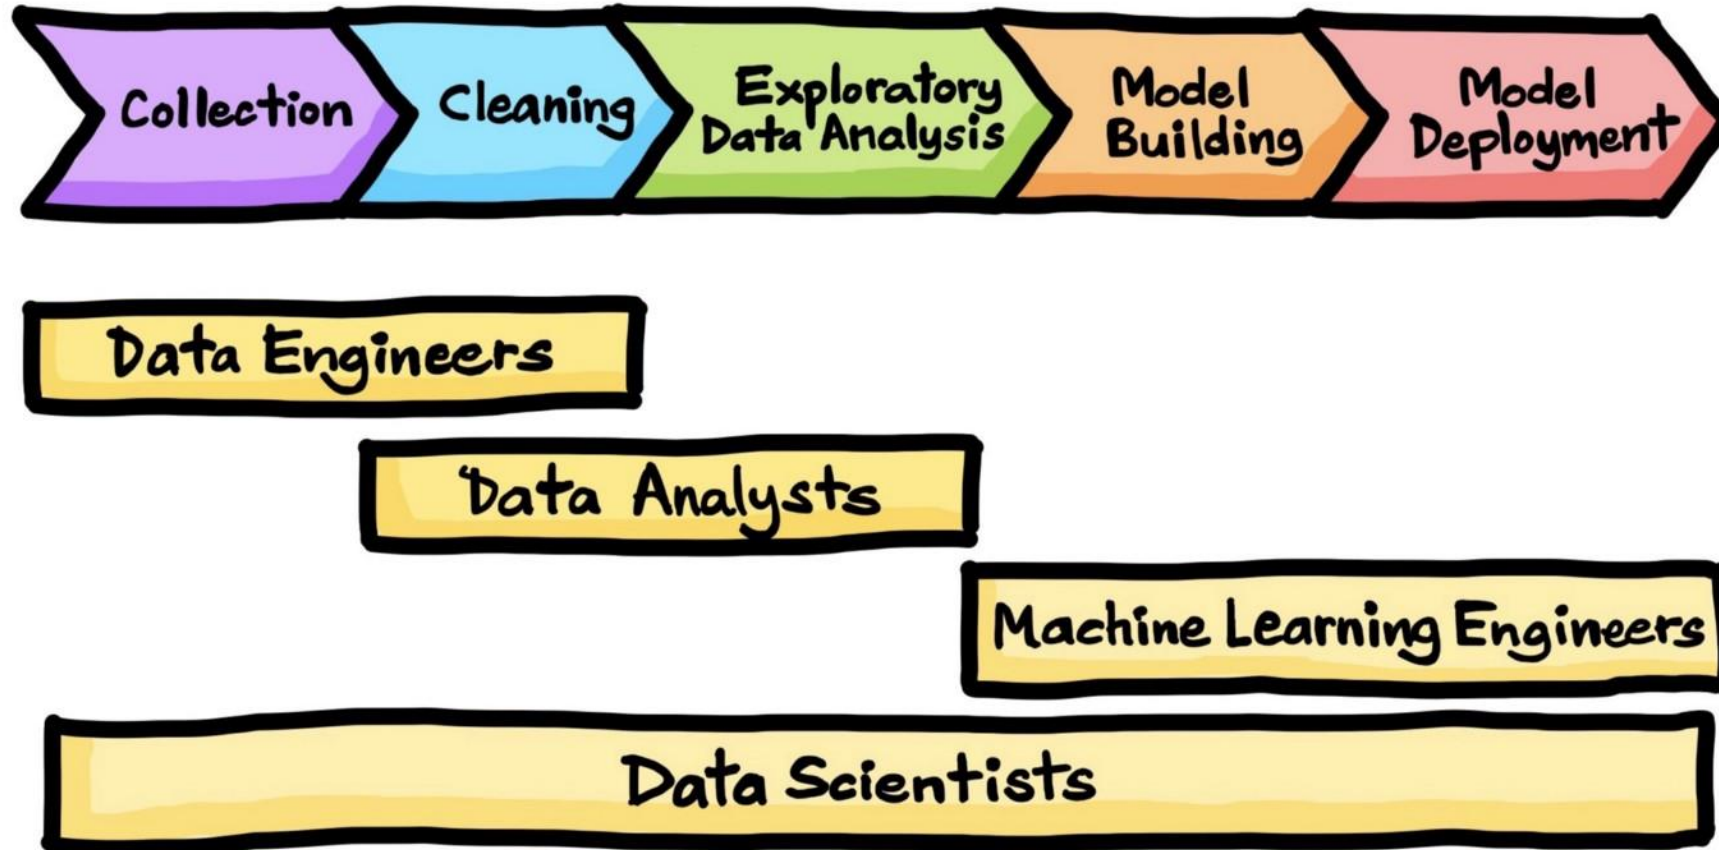 Collection
Cleaning
Exploratory
Data Analysis
Model
Building
Model
Deployment
Data Engineers
Data Analysts
Machine Learning Engineers
Data Scientists